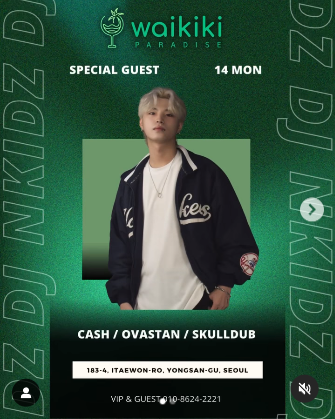 waikiki
PARADISE
SPECIAL GUEST 14 MON
DJ NKIDZ DJ
DZ DJ NKIDZ
kees
CASH / OVASTAN / SKULLDUB
183-4, ITAEWON-RO, YONGSAN-GU, SEOUL
VIP & GUEST 010-8624-2221